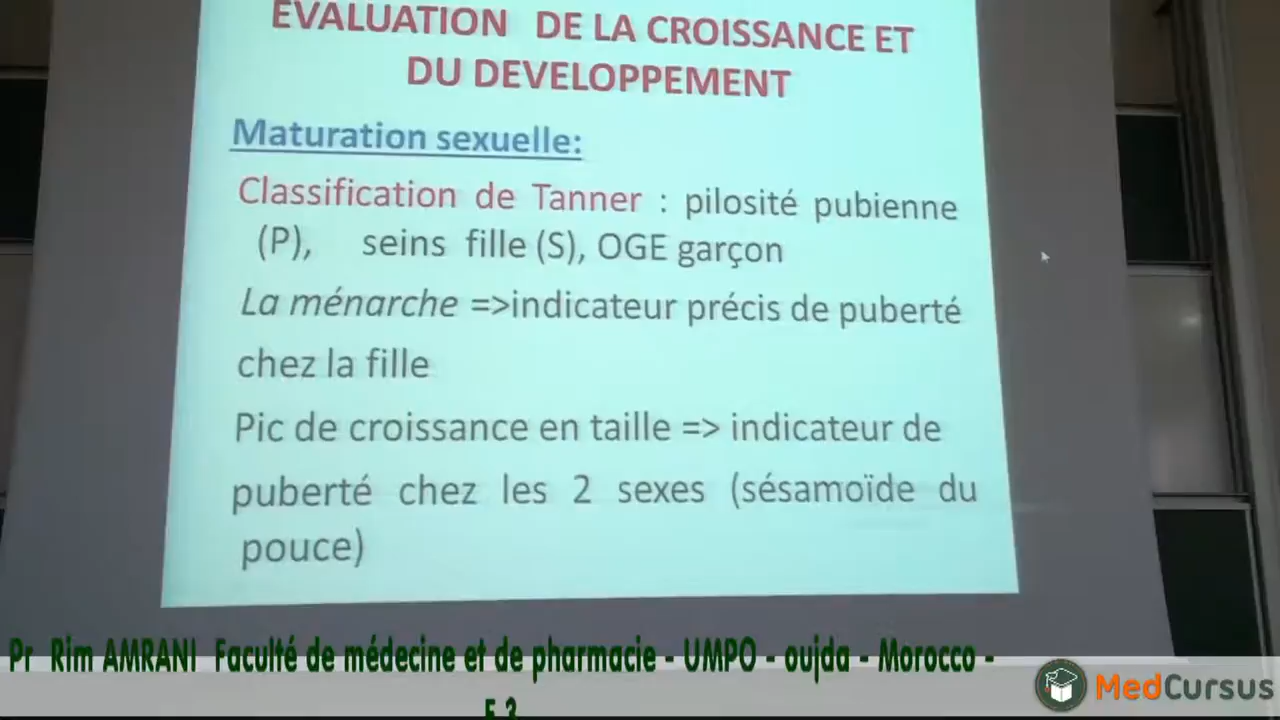 EVALUATION DE LA CROISSANCE ET
DU DEVELOPPEMENT
Maturation sexuelle:
Classification de Tanner : pilosité pubienne
(P), seins fille (S), OGE garçon
La ménarche =>indicateur précis de puberté
chez la fille
Pic de croissance en taille => indicateur de
puberté chez les 2 sexes (sésamoïde du
pouce)
Pr Rim AMRANI Faculté de médecine et de pharmacie - UMPO - oujda - Morocco -
MedCursus